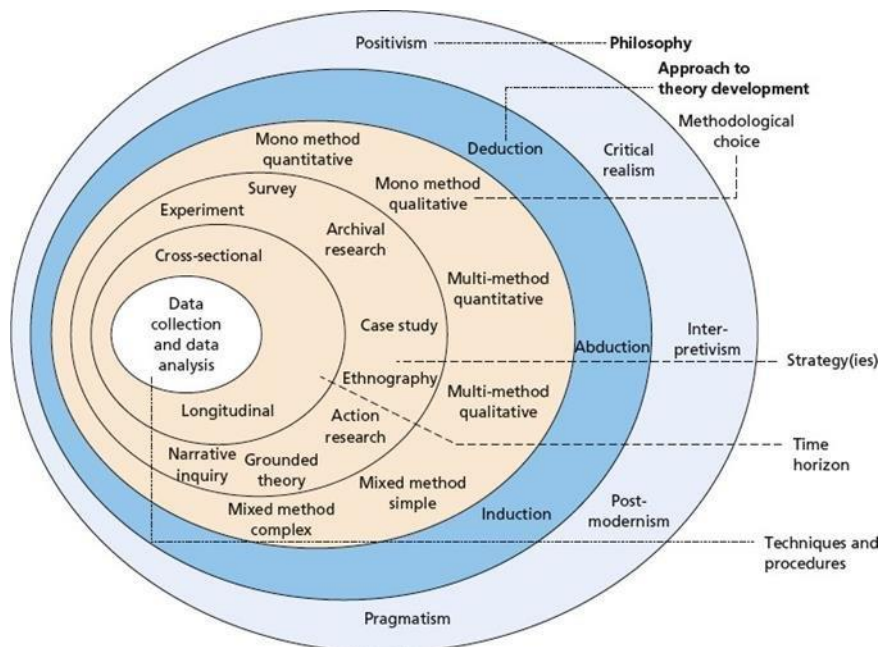 Positivism
Philosophy
Approach to
theory development
Methodological
choice
Mono method
quantitative
Deduction
Critical
realism
Mono method
qualitative
Survey
Experiment
Archival
research
Cross-sectional
Multi-method
quantitative
Data
collection
and data
analysis
Case study
Abduction
Inter-
pretivism
Strategy(ies)
Ethnography
Multi-method
qualitative
Longitudinal
Action
research
Time
horizon
Narrative
inquiry
Grounded
theory
Mixed method
simple
Mixed method
complex
Induction
Post-
modernism
Techniques and
procedures
Pragmatism